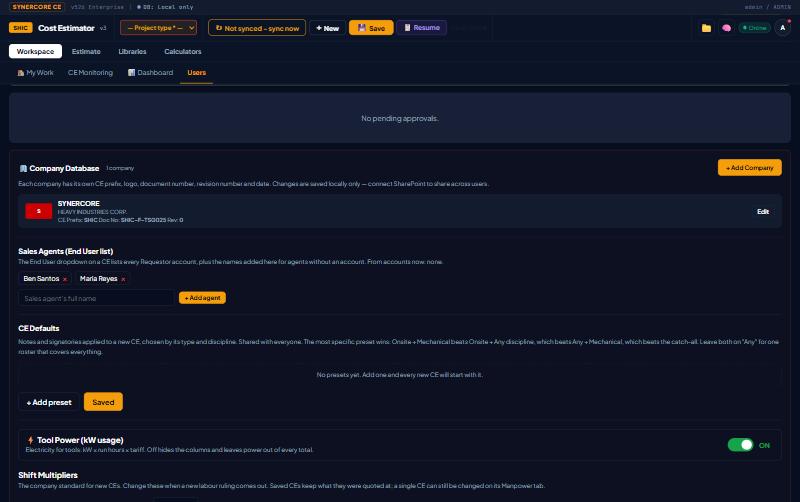 SYNERCORE CE v526 Enterprise | DB: Local only admin / ADMIN
SHIC Cost Estimator v3 — Project type * — ↻ Not synced - sync now + New Save Resume Online A
Workspace Estimate Libraries Calculators
My Work CE Monitoring Dashboard Users
No pending approvals.
Company Database 1 company + Add Company
Each company has its own CE prefix, logo, document number, revision number and date. Changes are saved locally only — connect SharePoint to share across users.
S SYNERCORE
HEAVY INDUSTRIES CORP.
CE Prefix: SHIC Doc No: SHIC-F-TSG025 Rev: 0
Edit
Sales Agents (End User list)
The End User dropdown on a CE lists every Requestor account, plus the names added here for agents without an account. From accounts now: none.
Ben Santos × Maria Reyes ×
Sales agent's full name + Add agent
CE Defaults
Notes and signatories applied to a new CE, chosen by its type and discipline. Shared with everyone. The most specific preset wins: Onsite + Mechanical beats Onsite + Any discipline, which beats Any + Mechanical, which beats the catch-all. Leave both on "Any" for one
roster that covers everything.
No presets yet. Add one and every new CE will start with it.
+ Add preset Saved
Tool Power (kW usage)
Electricity for tools: kW x run hours x tariff. Off hides the columns and leaves power out of every total.
ON
Shift Multipliers
The company standard for new CEs. Change these when a new labour ruling comes out. Saved CEs keep what they were quoted at; a single CE can still be changed on its Manpower tab.